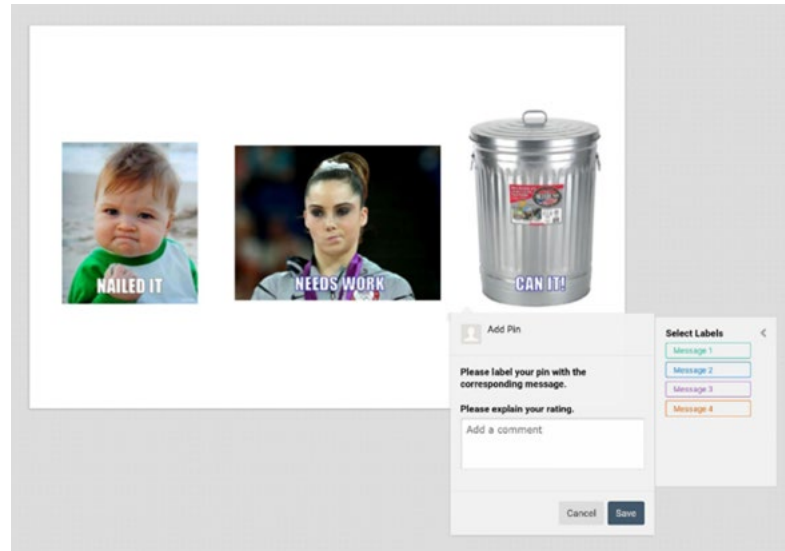 NAILED IT
NEEDS WORK
CAN IT!
Add Pin
Please label your pin with the
corresponding message.
Please explain your rating.
Add a comment
Cancel
Save
Select Labels
Message 1
Message 2
Message 3
Message 4